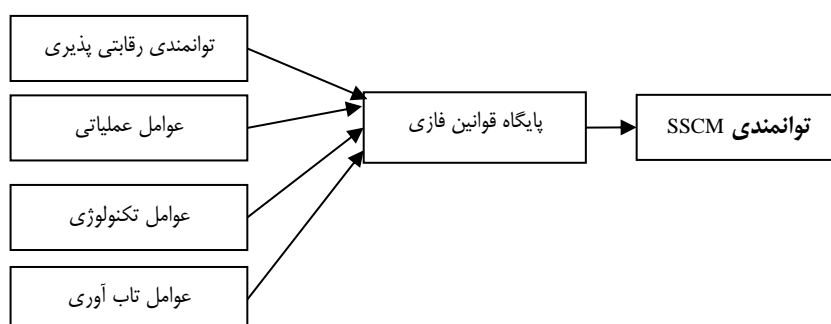 توانمندی رقابتی پذیری
عوامل عملیاتی
عوامل تکنولوژی
عوامل تاب آوری
پایگاه قوانین فازی
توانمندی SSCM